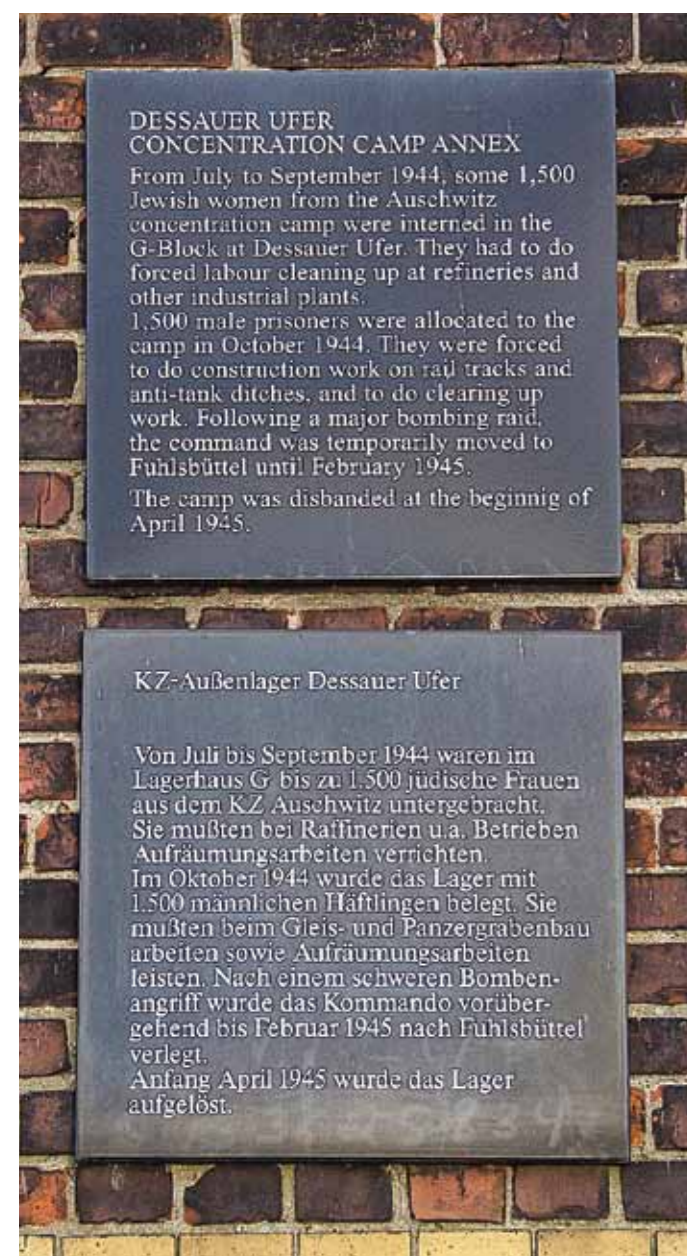 DESSAUER UFER
CONCENTRATION CAMP ANNEX
From July to September 1944, some 1,500
Jewish women from the Auschwitz
concentration camp were interned in the
G-Block at Dessauer Ufer. They had to do
forced labour cleaning up at refineries and
other industrial plants.
1,500 male prisoners were allocated to the
camp in October 1944. They were forced
to do construction work on rail tracks and
anti-tank ditches, and to do clearing up
work. Following a major bombing raid,
the command was temporarily moved to
Fuhlsbüttel until February 1945.
The camp was disbanded at the beginnig of
April 1945.
KZ-Außenlager Dessauer Ufer
Von Juli bis September 1944 waren im
Lagerhaus G bis zu 1.500 jüdische Frauen
aus dem KZ Auschwitz untergebracht.
Sie mußten bei Raffinerien u.a. Betrieben
Aufräumungsarbeiten verrichten.
Im Oktober 1944 wurde das Lager mit
1.500 männlichen Häftlingen belegt. Sie
mußten beim Gleis- und Panzergrabenbau
arbeiten sowie Aufräumungsarbeiten
leisten. Nach einem schweren Bomben-
angriff wurde das Kommando vorüber-
gehend bis Februar 1945 nach Fuhlsbüttel
verlegt.
Anfang April 1945 wurde das Lager
aufgelöst.